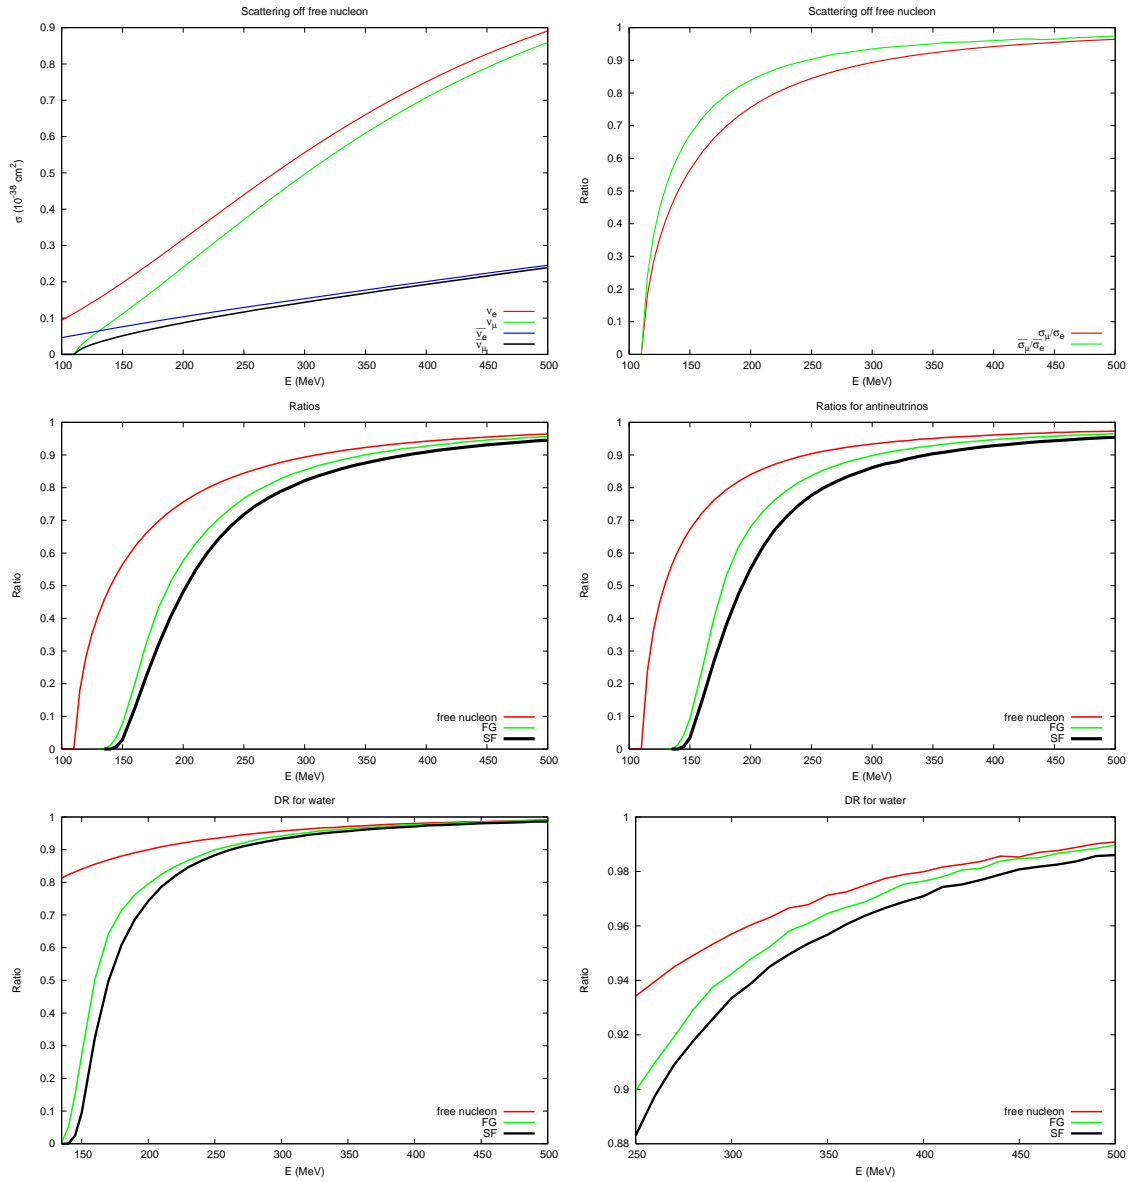 Scattering off free nucleon
0.9
0.8
0.7
0.6
0.5
0.4
0.3
0.2
0.1
0
σ (10⁻³⁸ cm²)
100 150 200 250 300 350 400 450 500
E (MeV)
νₑ
ν_μ
ν̅ₑ
ν̅_μ
Scattering off free nucleon
1
0.9
0.8
0.7
0.6
0.5
0.4
0.3
0.2
0.1
0
Ratio
100 150 200 250 300 350 400 450 500
E (MeV)
σ_μ/σₑ
σ̅_μ/σ̅ₑ
Ratios
1
0.9
0.8
0.7
0.6
0.5
0.4
0.3
0.2
0.1
0
Ratio
100 150 200 250 300 350 400 450 500
E (MeV)
free nucleon
FG
SF
Ratios for antineutrinos
1
0.9
0.8
0.7
0.6
0.5
0.4
0.3
0.2
0.1
0
Ratio
100 150 200 250 300 350 400 450 500
E (MeV)
free nucleon
FG
SF
DR for water
1
0.9
0.8
0.7
0.6
0.5
0.4
0.3
0.2
0.1
0
Ratio
150 200 250 300 350 400 450 500
E (MeV)
free nucleon
FG
SF
DR for water
1
0.98
0.96
0.94
0.92
0.9
0.88
Ratio
250 300 350 400 450 500
E (MeV)
free nucleon
FG
SF